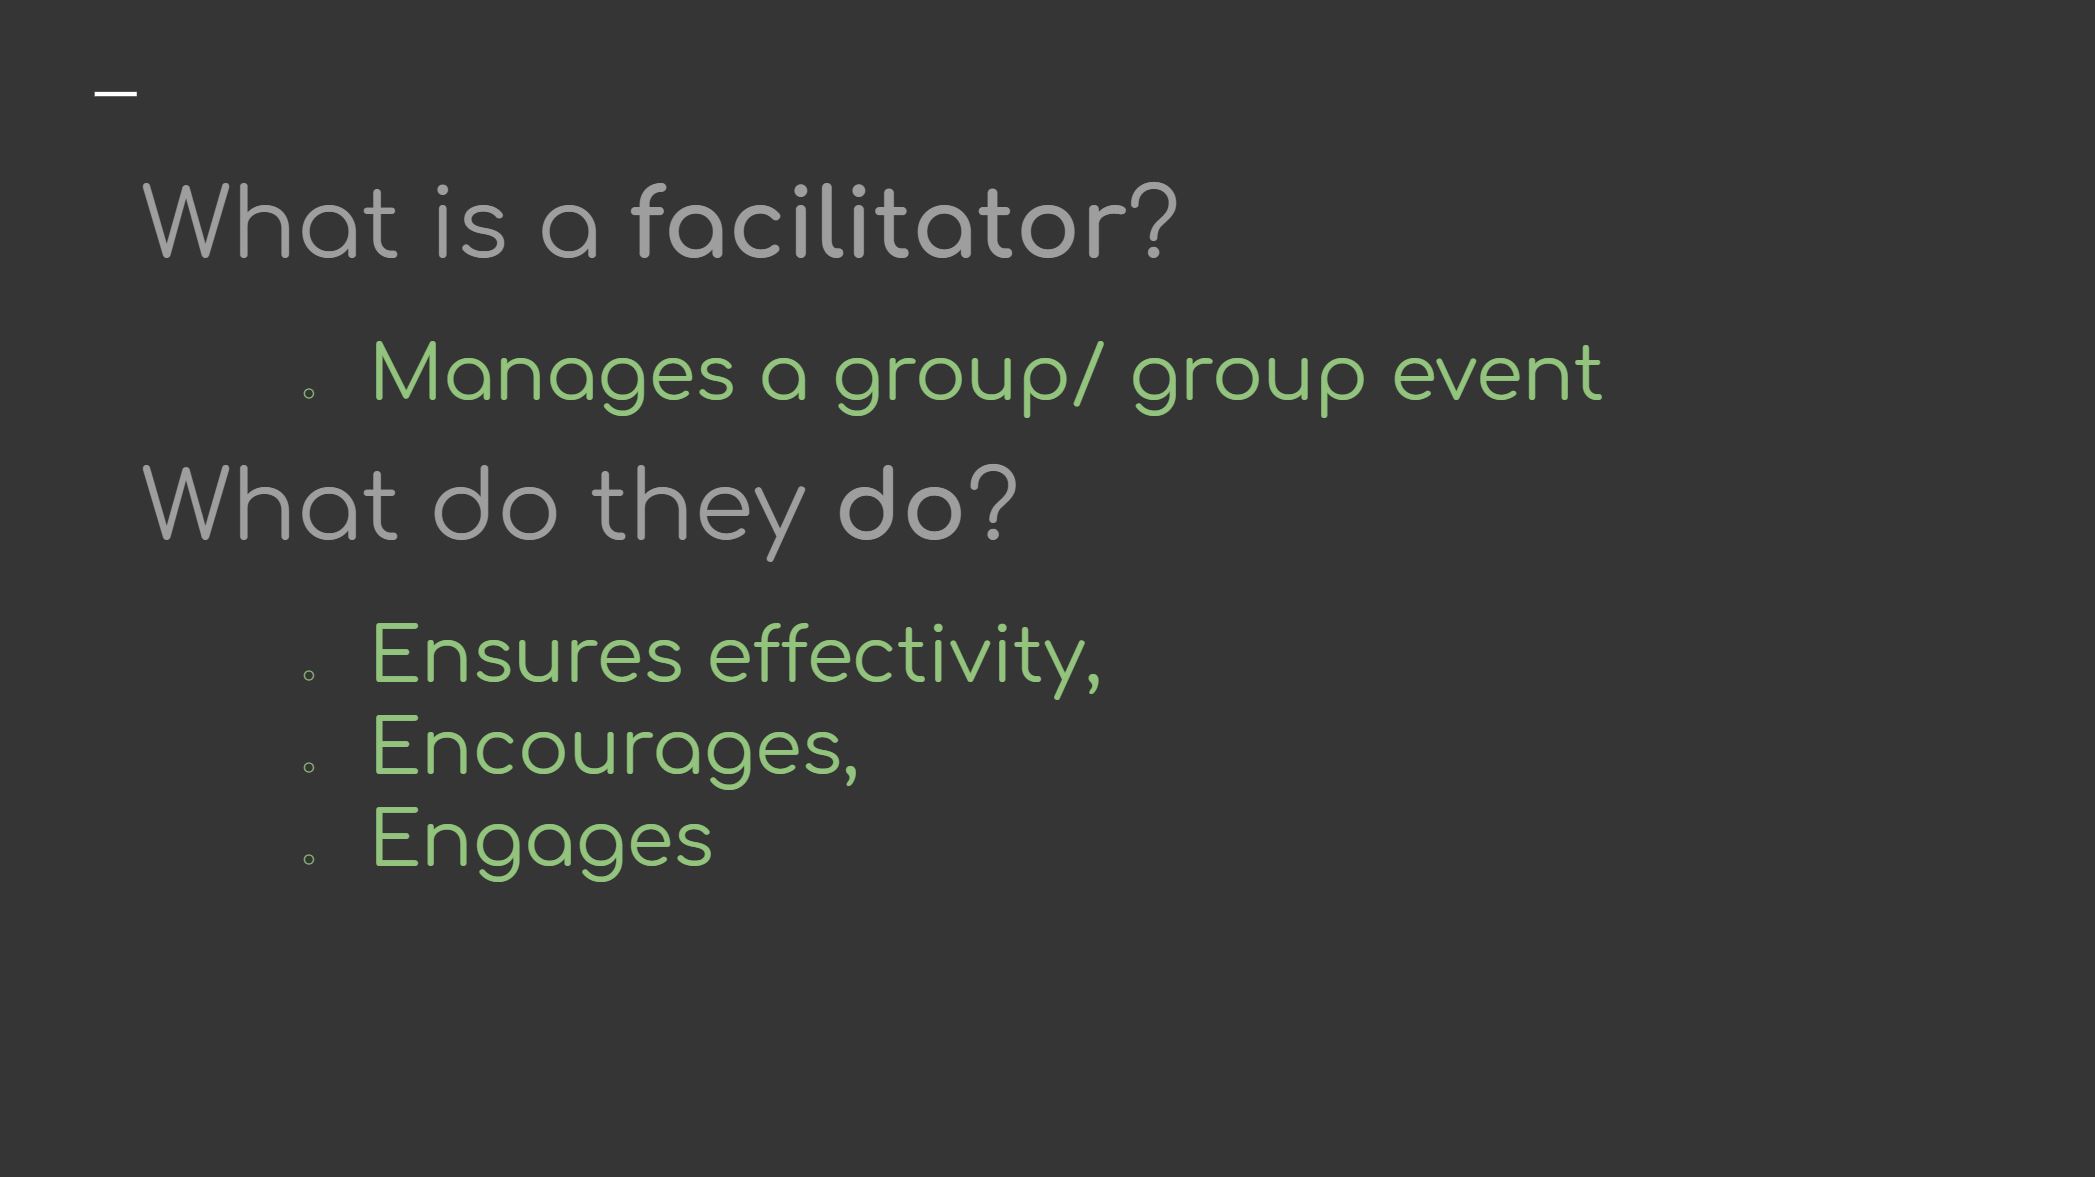 What is a facilitator?
Manages a group/ group event
What do they do?
Ensures effectivity,
Encourages,
Engages